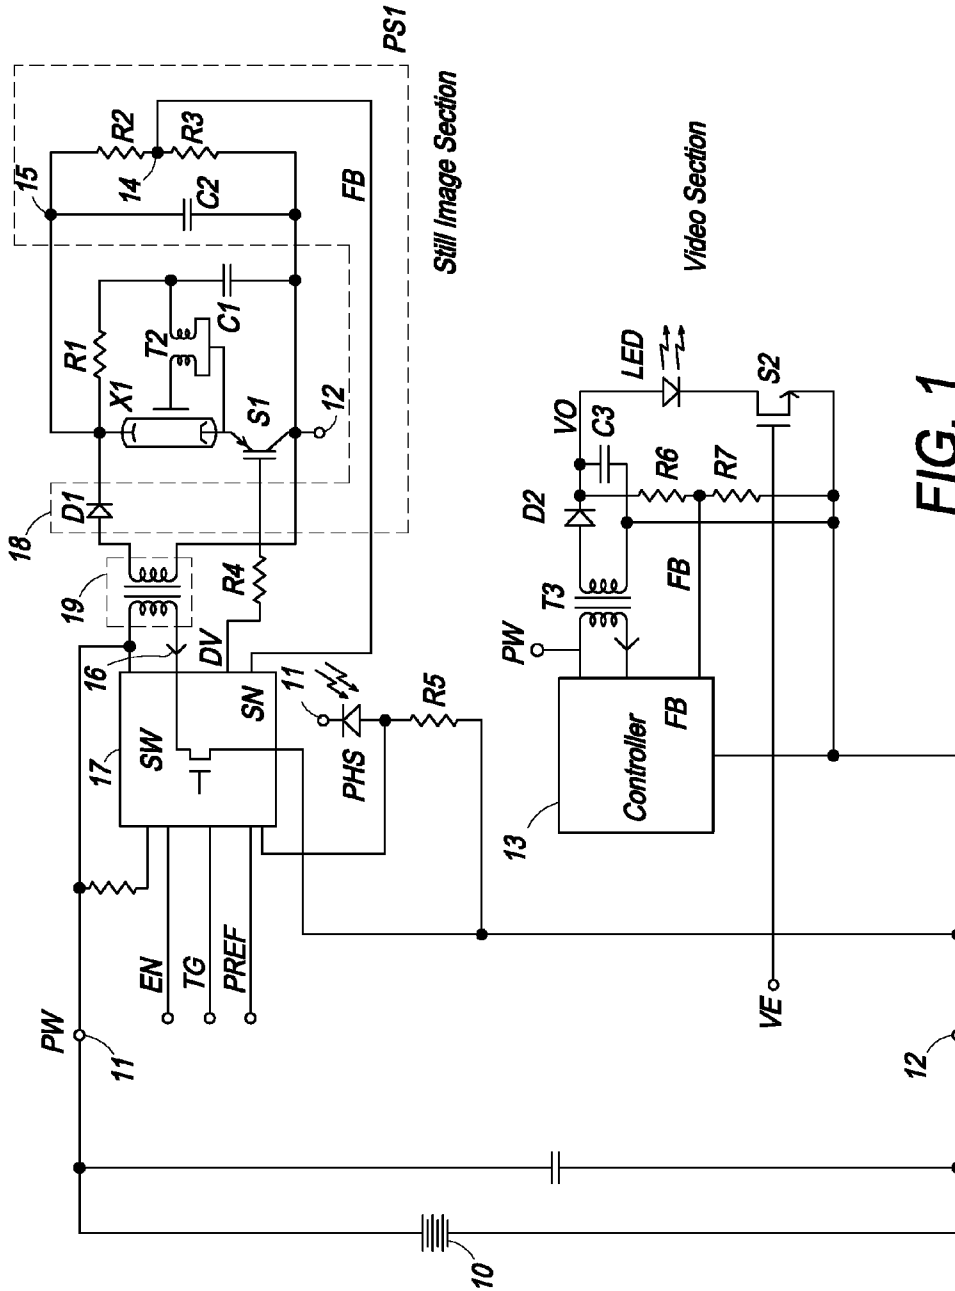 PS1
Still Image Section
Video Section
FIG. 1
15
R2
14
R3
C2
FB
R1
X1
T2
C1
S1
12
18
D1
19
16
R4
DV
SN
17
SW
11
PHS
R5
EN
TG
PREF
PW
11
10
LED
S2
VO
C3
D2
R6
R7
T3
FB
PW
FB
Controller
13
VE
12